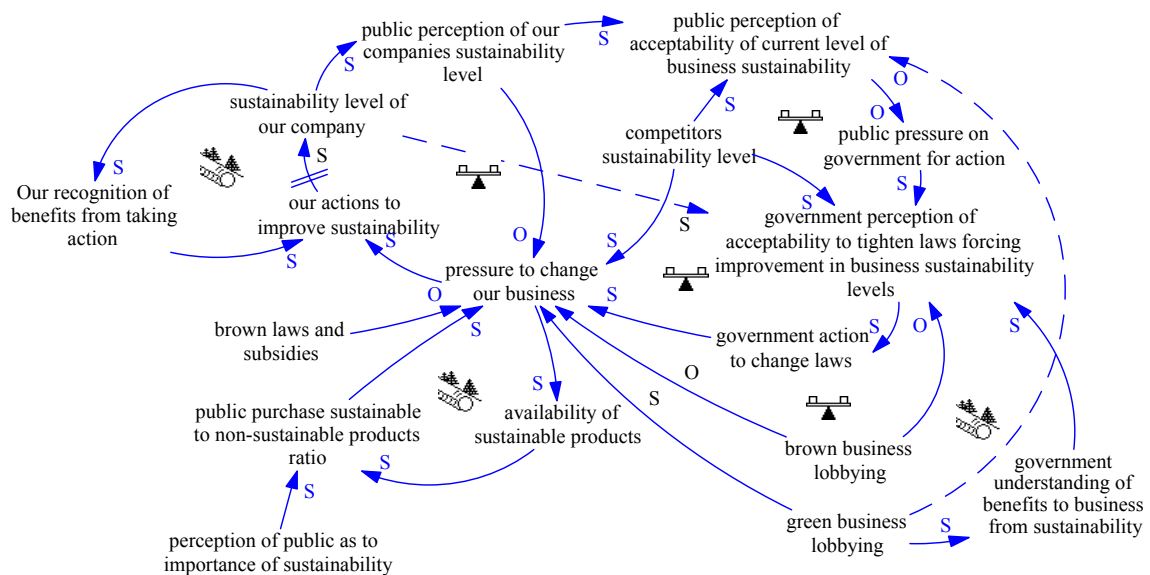 public perception of our
companies sustainability
level
S
S
public perception of
acceptability of current level of
business sustainability
O
O
S
sustainability level of
our company
S
S
competitors
sustainability level
public pressure on
government for action
S
Our recognition of
benefits from taking
action
our actions to
improve sustainability
S
S
O
S
S
S
government perception of
acceptability to tighten laws forcing
improvement in business sustainability
levels
pressure to change
our business
O
S
S
brown laws and
subsidies
S
government action
to change laws
S
O
S
public purchase sustainable
to non-sustainable products
ratio
S
availability of
sustainable products
O
S
S
S
brown business
lobbying
government
understanding of
benefits to business
from sustainability
green business
lobbying
S
perception of public as to
importance of sustainability